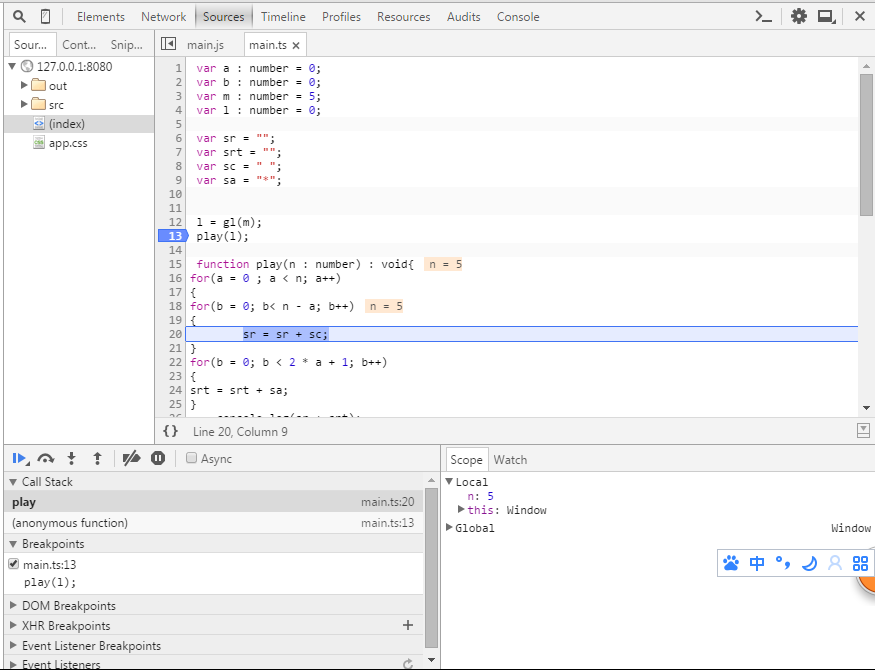 Elements Network Sources Timeline Profiles Resources Audits Console
Sour... Cont... Snip...
main.js main.ts ×
127.0.0.1:8080
out
src
(index)
app.css
1 var a : number = 0;
2 var b : number = 0;
3 var m : number = 5;
4 var l : number = 0;
5
6 var sr = "";
7 var srt = "";
8 var sc = " ";
9 var sa = "*";
10
11
12 l = gl(m);
13 play(l);
14
15 function play(n : number) : void{ n = 5
16 for(a = 0 ; a < n; a++)
17 {
18 for(b = 0; b< n - a; b++) n = 5
19 {
20 sr = sr + sc;
21 }
22 for(b = 0; b < 2 * a + 1; b++)
23 {
24 srt = srt + sa;
25 }
26 console.log(sr + srt);
{} Line 20, Column 9
Async
Call Stack
play main.ts:20
(anonymous function) main.ts:13
Breakpoints
main.ts:13
play(l);
DOM Breakpoints
XHR Breakpoints +
Event Listener Breakpoints
Event Listeners
Scope Watch
Local
n: 5
this: Window
Global Window
中 °,